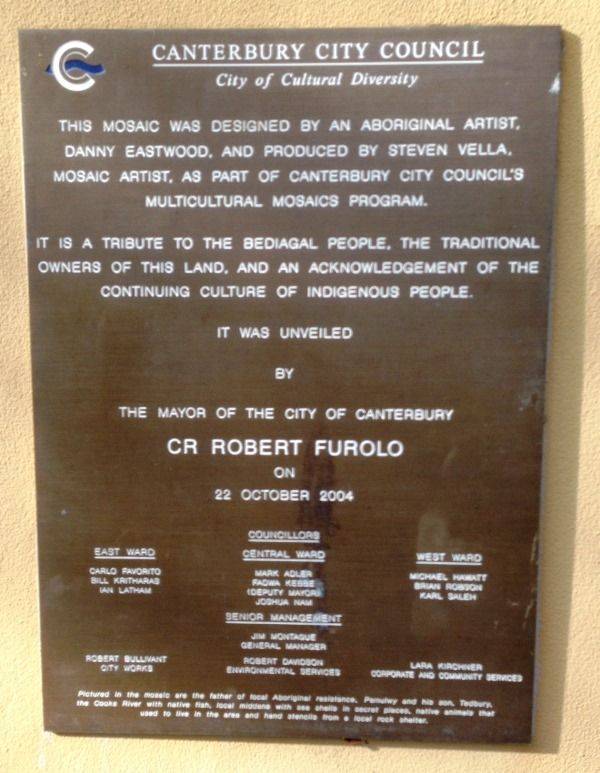 CANTERBURY CITY COUNCIL
City of Cultural Diversity
THIS MOSAIC WAS DESIGNED BY AN ABORIGINAL ARTIST,
DANNY EASTWOOD, AND PRODUCED BY STEVEN VELLA,
MOSAIC ARTIST, AS PART OF CANTERBURY CITY COUNCIL'S
MULTICULTURAL MOSAICS PROGRAM.
IT IS A TRIBUTE TO THE BEDIAGAL PEOPLE, THE TRADITIONAL
OWNERS OF THIS LAND, AND AN ACKNOWLEDGEMENT OF THE
CONTINUING CULTURE OF INDIGENOUS PEOPLE.
IT WAS UNVEILED
BY
THE MAYOR OF THE CITY OF CANTERBURY
CR ROBERT FUROLO
ON
22 OCTOBER 2004
COUNCILLORS
EAST WARD
CARLO FAVORITO
BILL KRITHARAS
IAN LATHAM
CENTRAL WARD
MARK ADLER
FADWA KEBBE
(DEPUTY MAYOR)
JOSHUA NAM
WEST WARD
MICHAEL HAWATT
BRIAN ROBSON
KARL SALEH
SENIOR MANAGEMENT
JIM MONTAGUE
GENERAL MANAGER
ROBERT BULLIVANT
CITY WORKS
ROBERT DAVIDSON
ENVIRONMENTAL SERVICES
LARA KIRCHNER
CORPORATE AND COMMUNITY SERVICES
Pictured in the mosaic are the father of local Aboriginal resistance, Pemulwy and his son, Tedbury,
the Cooks River with native fish, local middens with sea shells in secret places, native animals that
used to live in the area and hand stencils from a local rock shelter.